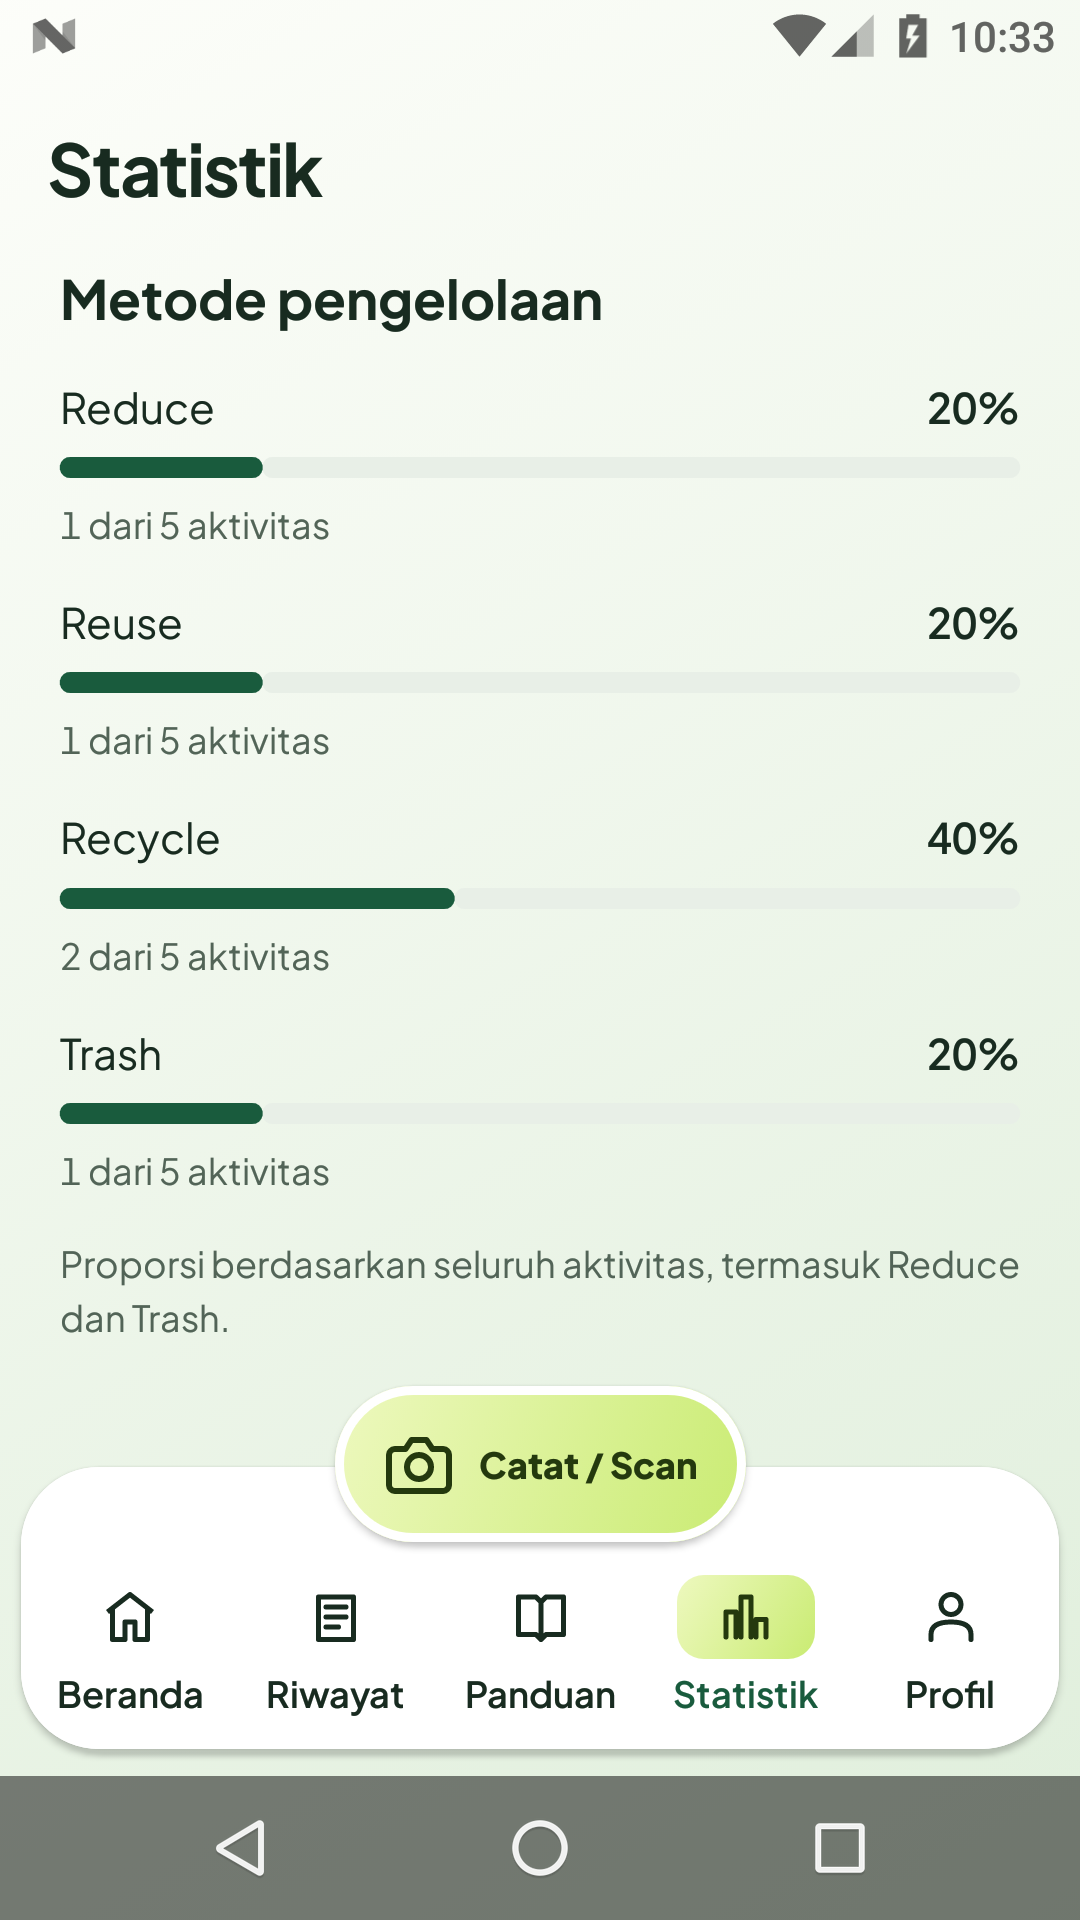 10:33
Statistik
Metode pengelolaan
Reduce 20%
1 dari 5 aktivitas
Reuse 20%
1 dari 5 aktivitas
Recycle 40%
2 dari 5 aktivitas
Trash 20%
1 dari 5 aktivitas
Proporsi berdasarkan seluruh aktivitas, termasuk Reduce
dan Trash.
Catat / Scan
Beranda Riwayat Panduan Statistik Profil